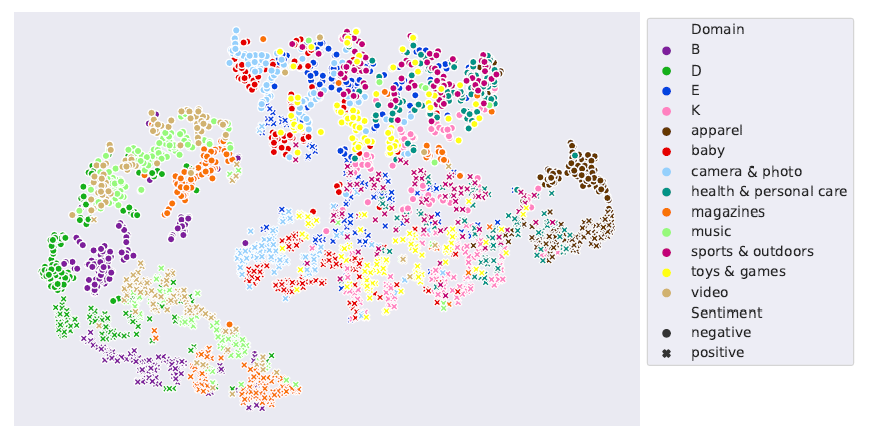 Domain
B
D
E
K
apparel
baby
camera & photo
health & personal care
magazines
music
sports & outdoors
toys & games
video
Sentiment
negative
positive